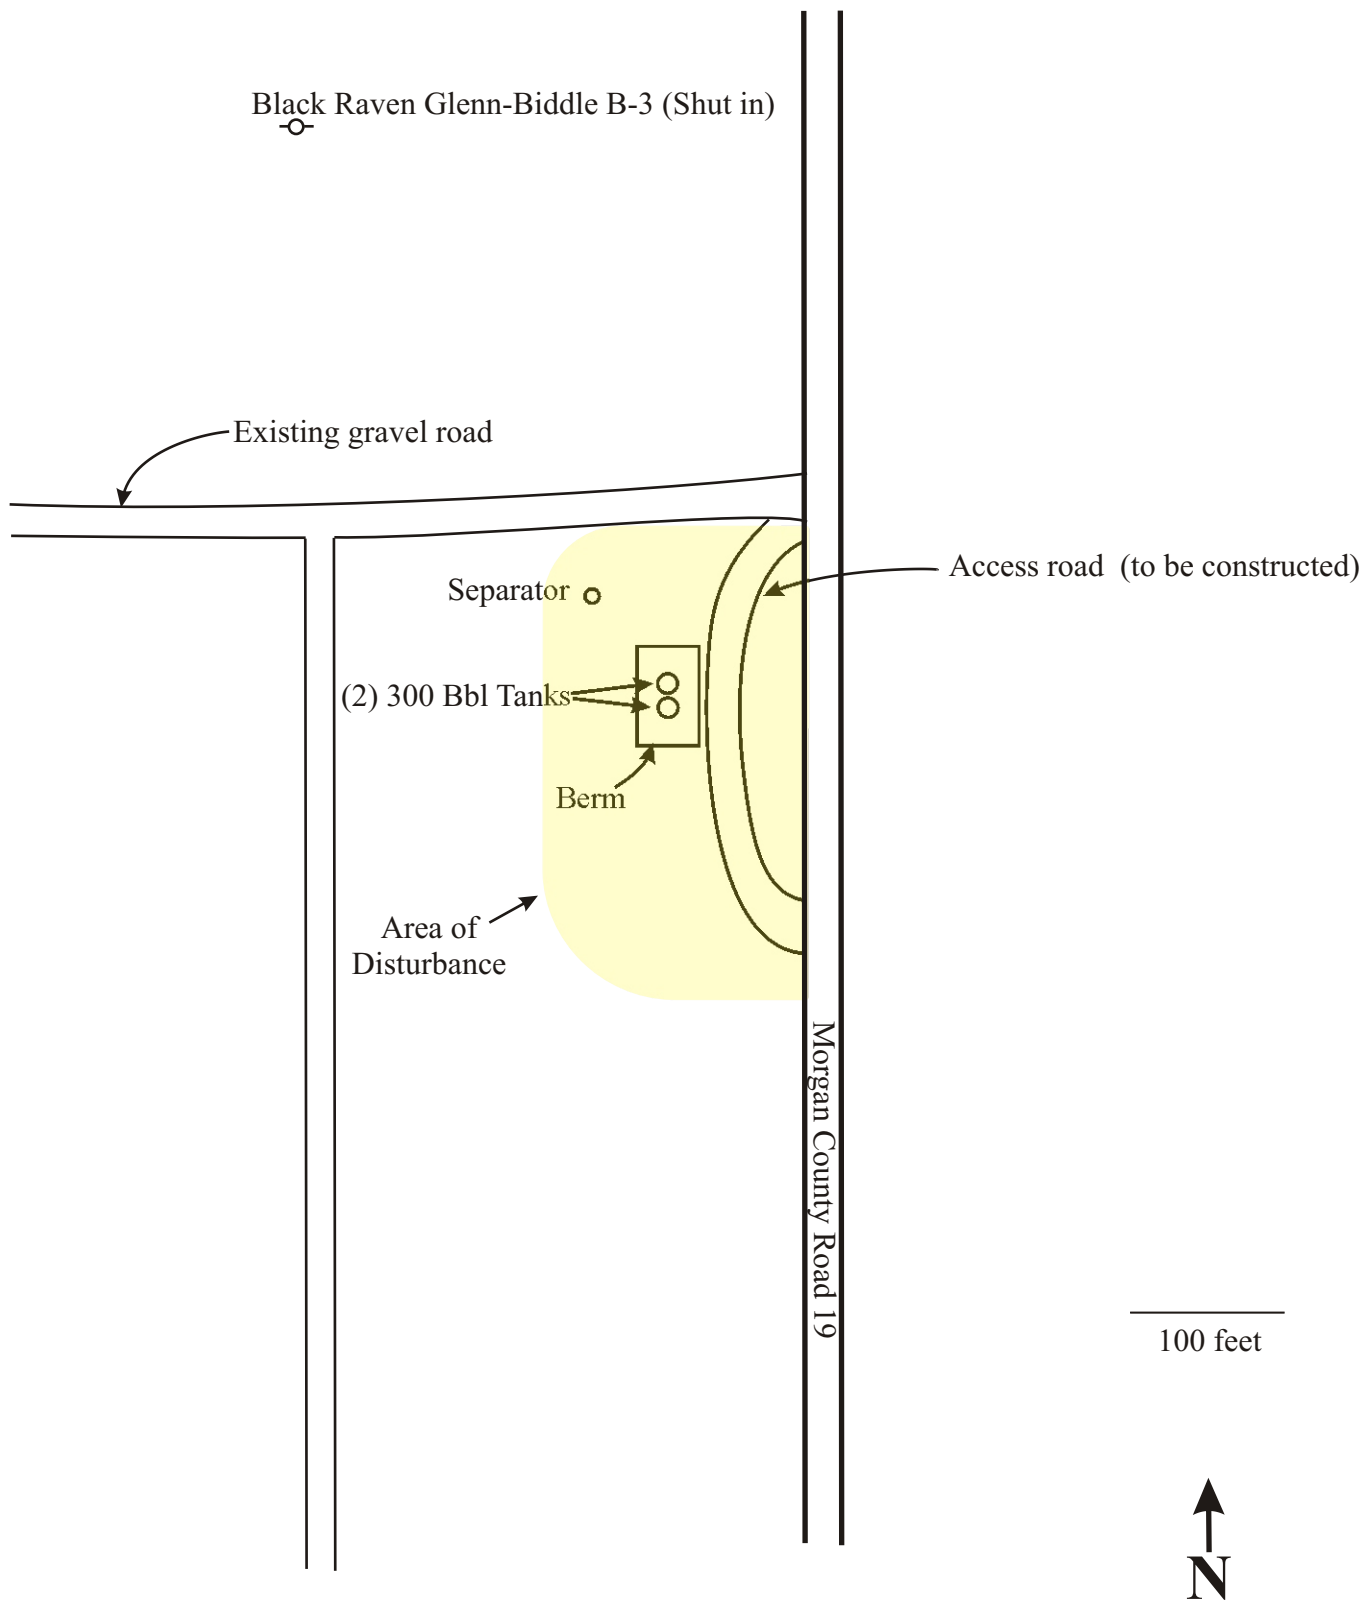 Black Raven Glenn-Biddle B-3 (Shut in)
Existing gravel road
Access road (to be constructed)
Separator
(2) 300 Bbl Tanks
Berm
Area of
Disturbance
Morgan County Road 19
100 feet
N